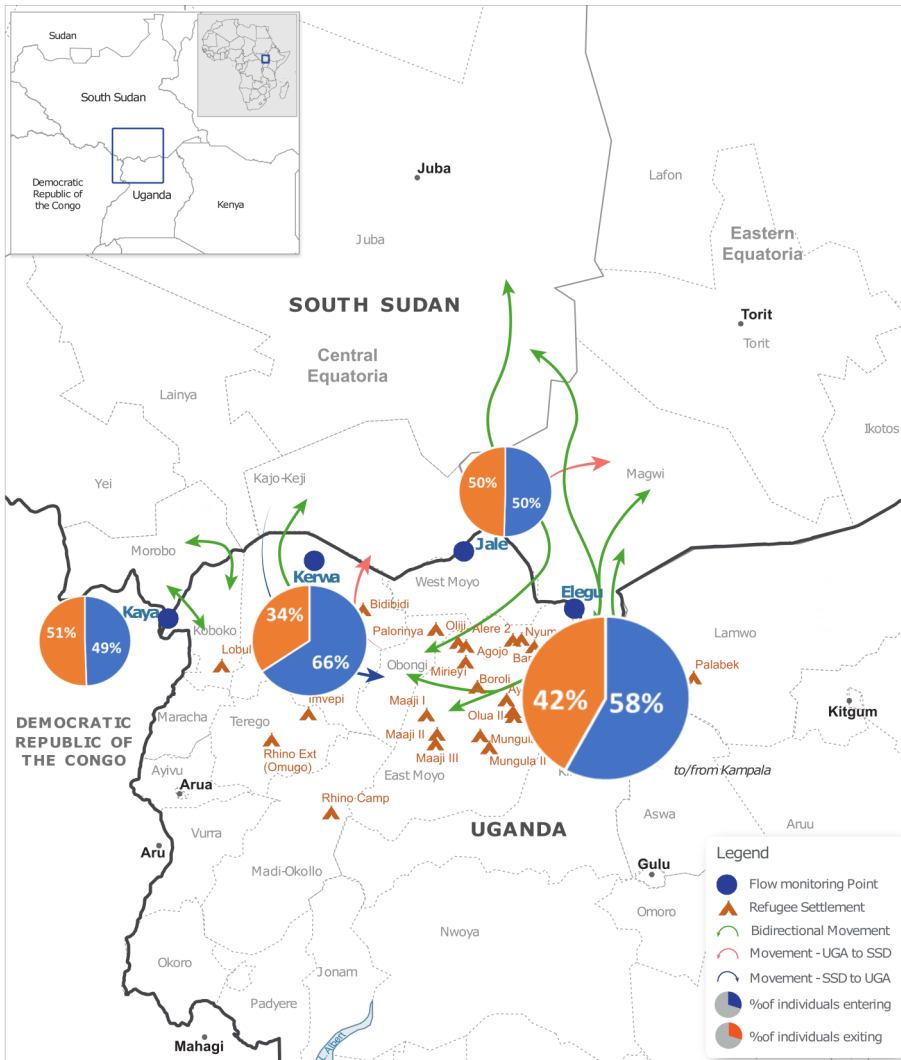 Sudan
South Sudan
Democratic
Republic of
the Congo
Uganda
Kenya
Juba
Lafon
Juba
Eastern
Equatoria
SOUTH SUDAN
Torit
Torit
Central
Equatoria
Lainya
Ikotos
Yei
Kajo-Keji
Magwi
50%
50%
Morobo
Jale
Kerwa
West Moyo
Elegu
Kaya
Bidibidi
34%
66%
51%
49%
Koboko
Palorinya
Oliji
Alere 2
Nyum
Agojo
Ba
Lamwo
Lobul
Obongi
Mirieyi
Palabek
Boroli
Imvepi
Maaji I
Ay
42%
58%
Kitgum
DEMOCRATIC
REPUBLIC OF
THE CONGO
Maracha
Terego
Olua II
Maaji II
Mungula
Rhino Ext
(Omugo)
Maaji III
Mungula II
Ayivu
East Moyo
to/from Kampala
Arua
Rhino Camp
Vurra
UGANDA
Aswa
Aruu
Aru
Madi-Okollo
Gulu
Omoro
Nwoya
Okoro
Jonam
Padyere
Mahagi
L. Albert
Legend
Flow monitoring Point
Refugee Settlement
Bidirectional Movement
Movement - UGA to SSD
Movement - SSD to UGA
%of individuals entering
%of individuals exiting